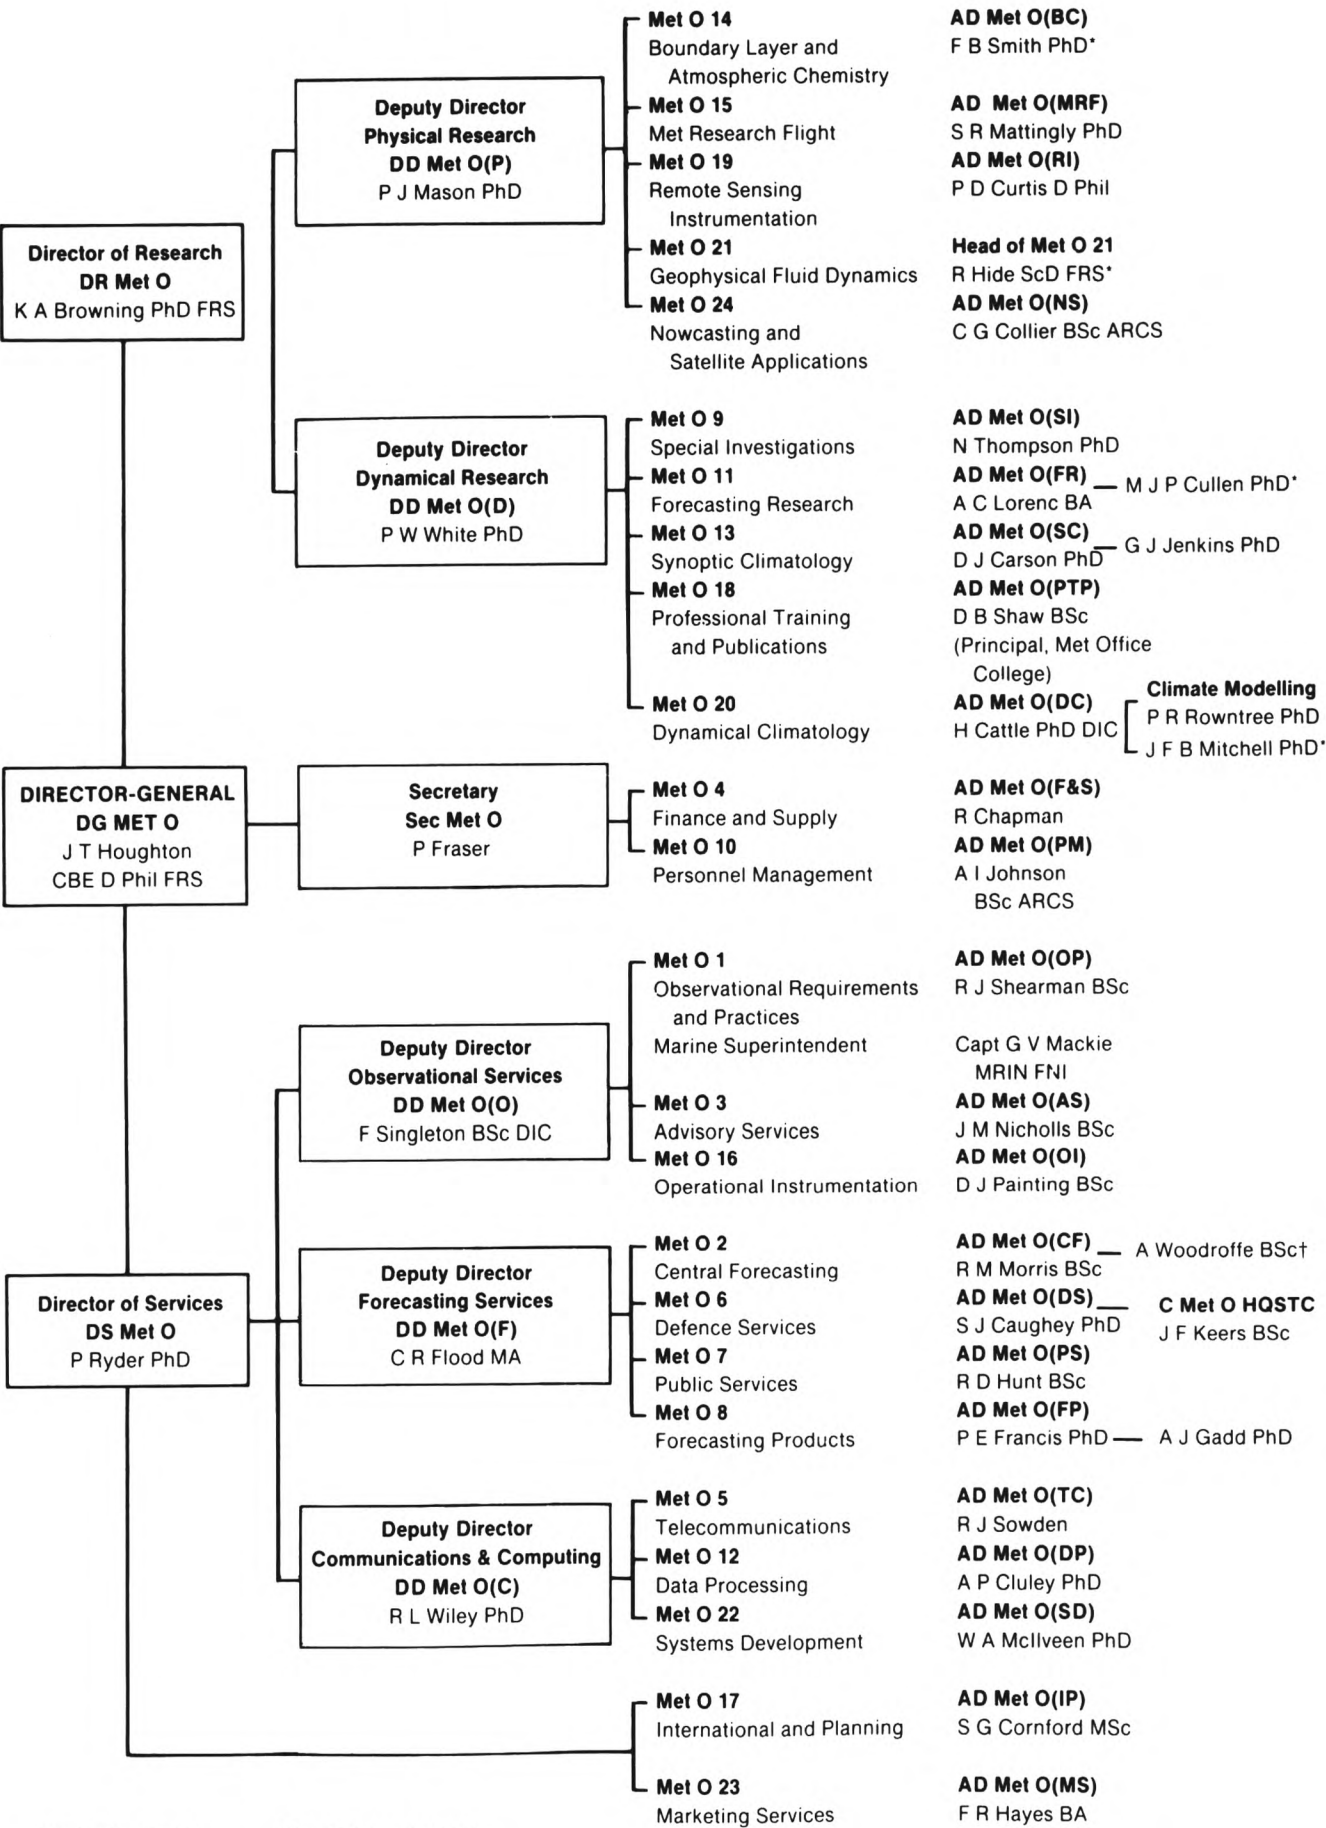 Director of Research
DR Met O
K A Browning PhD FRS
Deputy Director
Physical Research
DD Met O(P)
P J Mason PhD
Met O 14
Boundary Layer and
Atmospheric Chemistry
AD Met O(BC)
F B Smith PhD*
Met O 15
Met Research Flight
AD Met O(MRF)
S R Mattingly PhD
Met O 19
Remote Sensing
Instrumentation
AD Met O(RI)
P D Curtis D Phil
Met O 21
Geophysical Fluid Dynamics
Head of Met O 21
R Hide ScD FRS*
Met O 24
Nowcasting and
Satellite Applications
AD Met O(NS)
C G Collier BSc ARCS
Deputy Director
Dynamical Research
DD Met O(D)
P W White PhD
Met O 9
Special Investigations
AD Met O(SI)
N Thompson PhD
Met O 11
Forecasting Research
AD Met O(FR)
A C Lorenc BA
M J P Cullen PhD*
Met O 13
Synoptic Climatology
AD Met O(SC)
D J Carson PhD
G J Jenkins PhD
Met O 18
Professional Training
and Publications
AD Met O(PTP)
D B Shaw BSc
(Principal, Met Office
College)
Met O 20
Dynamical Climatology
AD Met O(DC)
H Cattle PhD DIC
Climate Modelling
P R Rowntree PhD
J F B Mitchell PhD*
DIRECTOR-GENERAL
DG MET O
J T Houghton
CBE D Phil FRS
Secretary
Sec Met O
P Fraser
Met O 4
Finance and Supply
AD Met O(F&S)
R Chapman
Met O 10
Personnel Management
AD Met O(PM)
A I Johnson
BSc ARCS
Director of Services
DS Met O
P Ryder PhD
Deputy Director
Observational Services
DD Met O(O)
F Singleton BSc DIC
Met O 1
Observational Requirements
and Practices
AD Met O(OP)
R J Shearman BSc
Marine Superintendent
Capt G V Mackie
MRIN FNI
Met O 3
Advisory Services
AD Met O(AS)
J M Nicholls BSc
Met O 16
Operational Instrumentation
AD Met O(OI)
D J Painting BSc
Deputy Director
Forecasting Services
DD Met O(F)
C R Flood MA
Met O 2
Central Forecasting
AD Met O(CF)
R M Morris BSc
A Woodroffe BSc†
Met O 6
Defence Services
AD Met O(DS)
S J Caughey PhD
C Met O HQSTC
J F Keers BSc
Met O 7
Public Services
AD Met O(PS)
R D Hunt BSc
Met O 8
Forecasting Products
AD Met O(FP)
P E Francis PhD
A J Gadd PhD
Deputy Director
Communications & Computing
DD Met O(C)
R L Wiley PhD
Met O 5
Telecommunications
AD Met O(TC)
R J Sowden
Met O 12
Data Processing
AD Met O(DP)
A P Cluley PhD
Met O 22
Systems Development
AD Met O(SD)
W A McIlveen PhD
Met O 17
International and Planning
AD Met O(IP)
S G Cornford MSc
Met O 23
Marketing Services
AD Met O(MS)
F R Hayes BA